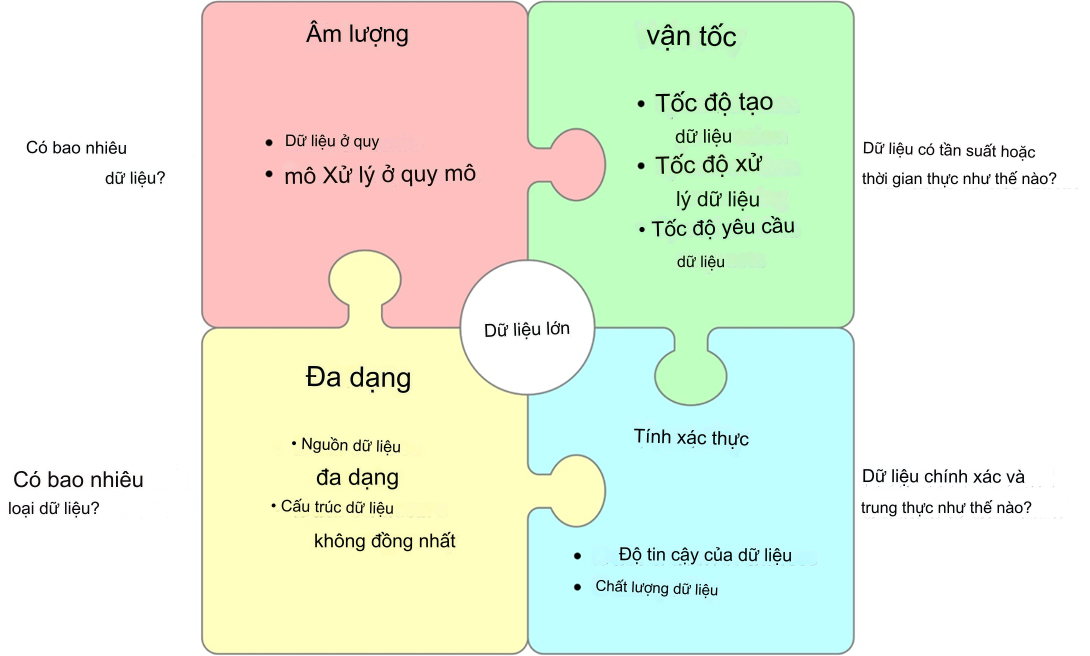 Âm lượng
Có bao nhiêu
dữ liệu?
Dữ liệu ở quy
mô Xử lý ở quy mô
vận tốc
Tốc độ tạo
dữ liệu
Tốc độ xử
lý dữ liệu
Tốc độ yêu cầu
dữ liệu
Dữ liệu có tần suất hoặc
thời gian thực như thế nào?
Dữ liệu lớn
Đa dạng
Có bao nhiêu
loại dữ liệu?
Nguồn dữ liệu
đa dạng
Cấu trúc dữ liệu
không đồng nhất
Tính xác thực
Độ tin cậy của dữ liệu
Chất lượng dữ liệu
Dữ liệu chính xác và
trung thực như thế nào?